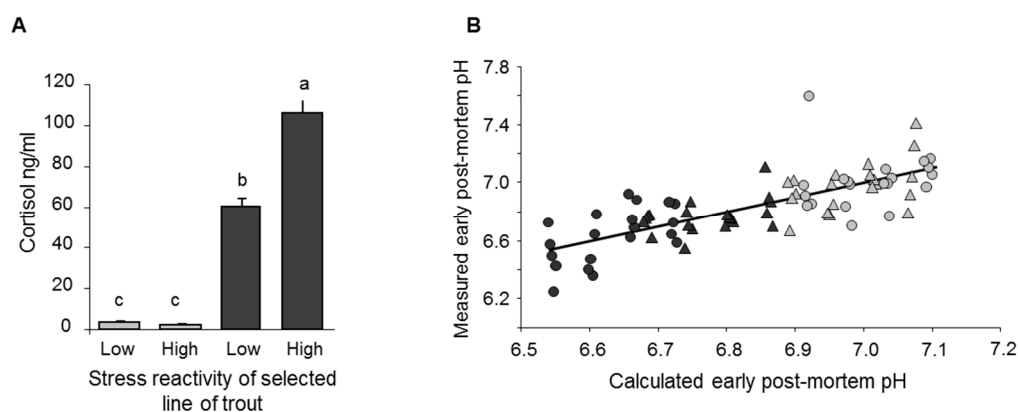 A
Cortisol ng/ml
120
100
80
60
40
20
0
c
c
b
a
Low
High
Low
High
Stress reactivity of selected
line of trout
B
Measured early post-mortem pH
7.8
7.4
7.0
6.6
6.2
6.5
6.6
6.7
6.8
6.9
7.0
7.1
7.2
Calculated early post-mortem pH